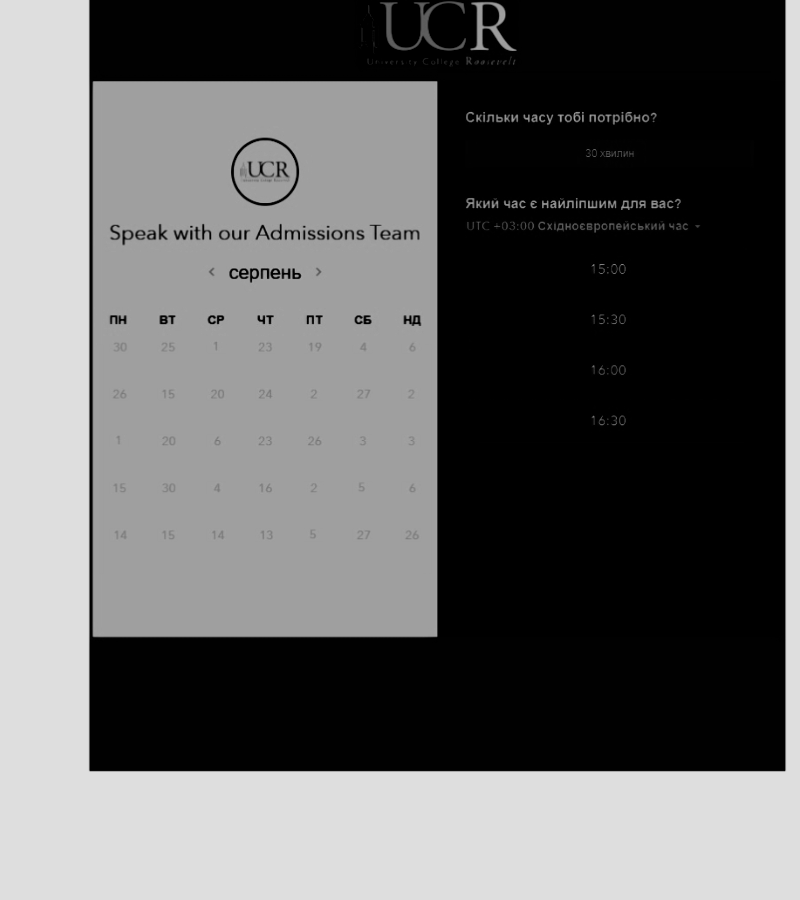 UCR
University College Roosevelt
UCR
Speak with our Admissions Team
< серпень >
ПН ВТ СР ЧТ ПТ СБ НД
30 25 1 23 19 4 6
26 15 20 24 2 27 2
1 20 6 23 26 3 3
15 30 4 16 2 5 6
14 15 14 13 5 27 26
Скільки часу тобі потрібно?
30 хвилин
Який час є найліпшим для вас?
UTC +03:00 Східноєвропейський час
15:00
15:30
16:00
16:30